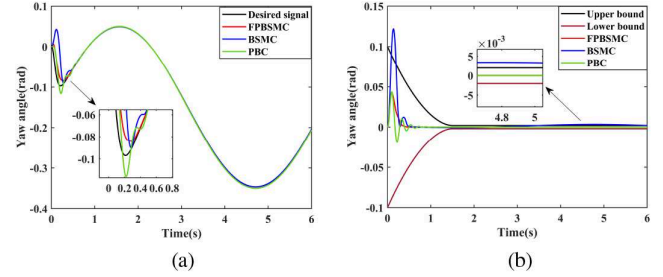 0.1
0
-0.1
-0.2
-0.3
-0.4
Yaw angle(rad)
0 1 2 3 4 5 6
Time(s)
Desired signal
FPBSMC
BSMC
PBC
-0.06
-0.08
-0.1
0 0.2 0.4 0.6 0.8
(a)
0.15
0.1
0.05
0
-0.05
-0.1
Yaw angle(rad)
0 1 2 3 4 5 6
Time(s)
Upper bound
Lower bound
FPBSMC
BSMC
PBC
×10⁻³
5
0
-5
4.8 5
(b)